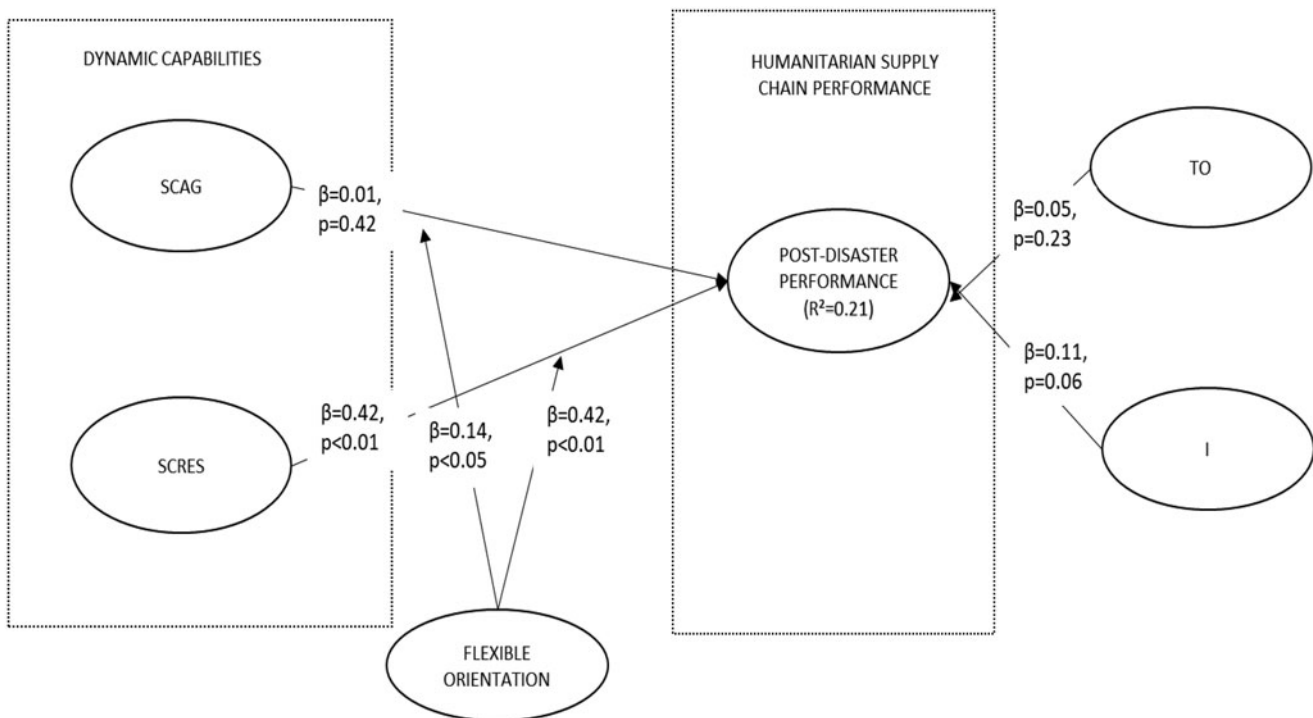 DYNAMIC CAPABILITIES
SCAG
β=0.01,
p=0.42
SCRES
β=0.42,
p<0.01
β=0.14,
p<0.05
β=0.42,
p<0.01
FLEXIBLE
ORIENTATION
HUMANITARIAN SUPPLY
CHAIN PERFORMANCE
POST-DISASTER
PERFORMANCE
(R²=0.21)
TO
β=0.05,
p=0.23
β=0.11,
p=0.06
I